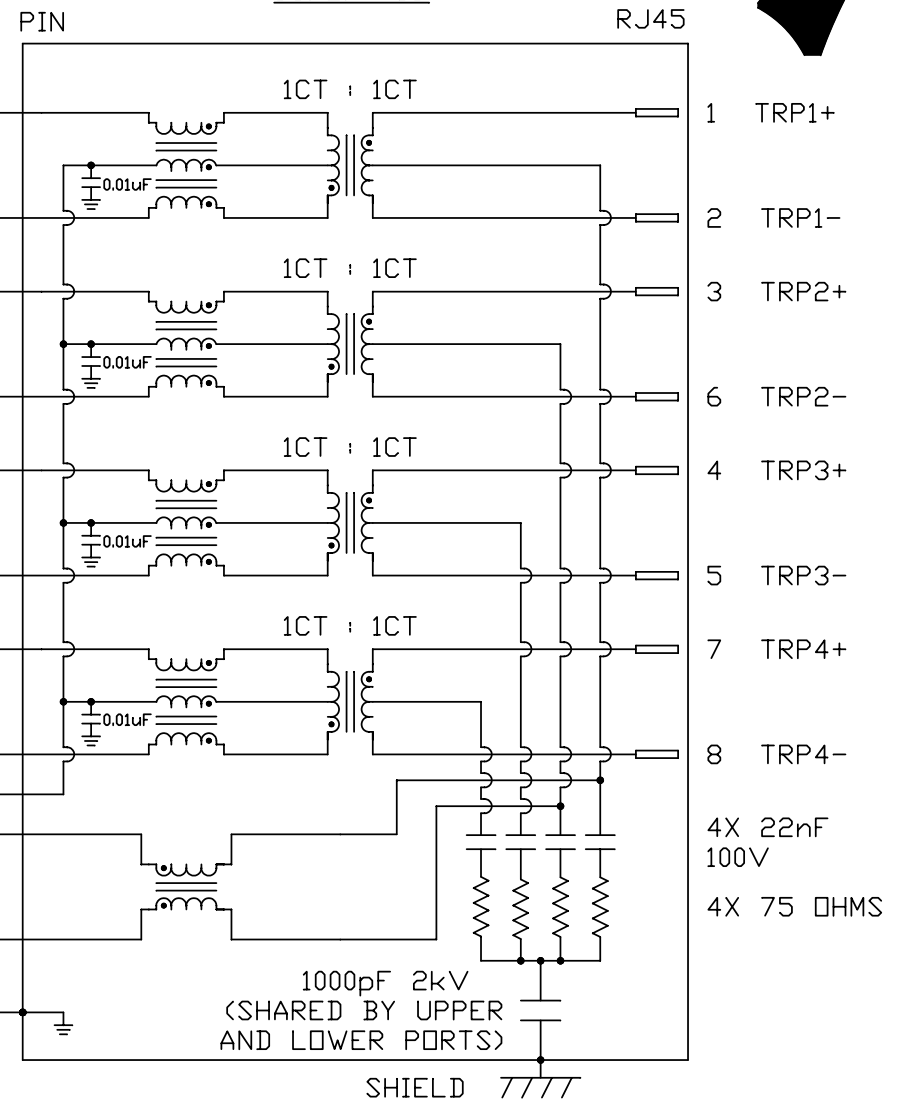 PIN
RJ45
1CT : 1CT
1 TRP1+
0.01uF
2 TRP1-
1CT : 1CT
3 TRP2+
0.01uF
6 TRP2-
1CT : 1CT
4 TRP3+
0.01uF
5 TRP3-
1CT : 1CT
7 TRP4+
0.01uF
8 TRP4-
4X 22nF
100V
4X 75 OHMS
1000pF 2kV
(SHARED BY UPPER
AND LOWER PORTS)
SHIELD